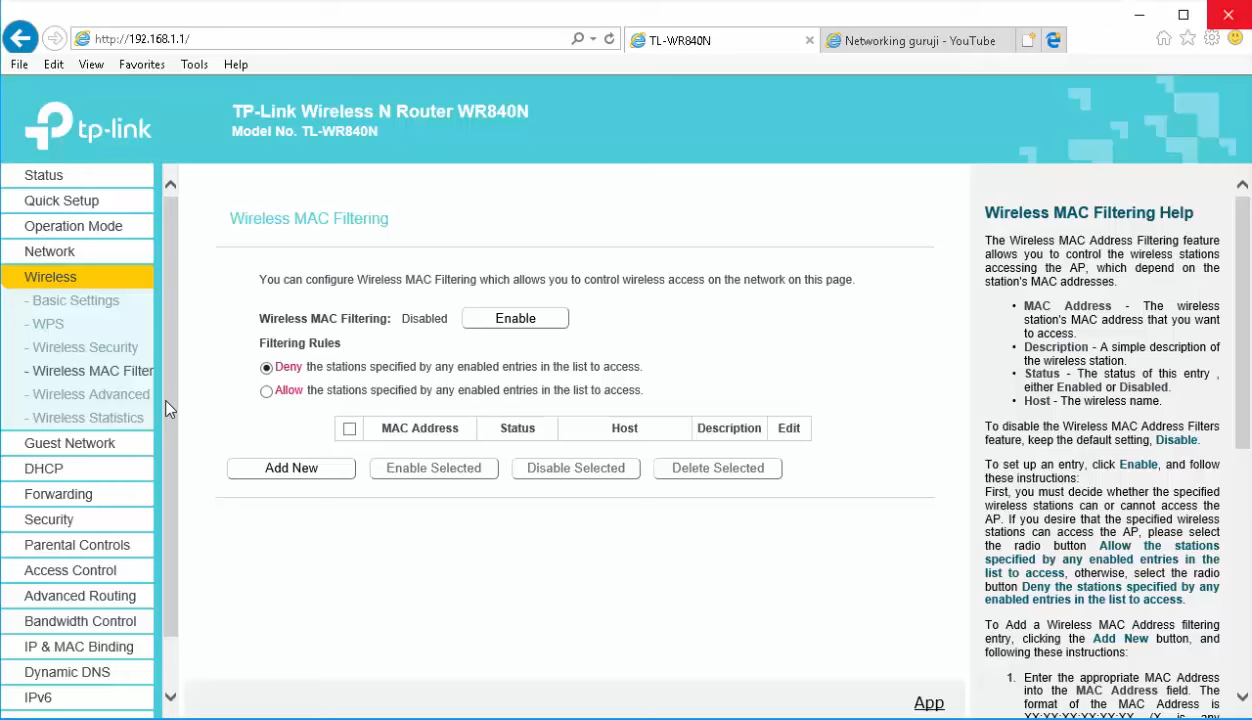 http://192.168.1.1/
TL-WR840N
Networking guruji - YouTube
File Edit View Favorites Tools Help
tp-link
TP-Link Wireless N Router WR840N
Model No. TL-WR840N
Status
Quick Setup
Operation Mode
Network
Wireless
- Basic Settings
- WPS
- Wireless Security
- Wireless MAC Filter
- Wireless Advanced
- Wireless Statistics
Guest Network
DHCP
Forwarding
Security
Parental Controls
Access Control
Advanced Routing
Bandwidth Control
IP & MAC Binding
Dynamic DNS
IPv6
Wireless MAC Filtering
You can configure Wireless MAC Filtering which allows you to control wireless access on the network on this page.
Wireless MAC Filtering: Disabled Enable
Filtering Rules
Deny the stations specified by any enabled entries in the list to access.
Allow the stations specified by any enabled entries in the list to access.
MAC Address Status Host Description Edit
Add New Enable Selected Disable Selected Delete Selected
App
Wireless MAC Filtering Help
The Wireless MAC Address Filtering feature
allows you to control the wireless stations
accessing the AP, which depend on the
station's MAC addresses.
• MAC Address - The wireless
station's MAC address that you want
to access.
• Description - A simple description of
the wireless station.
• Status - The status of this entry ,
either Enabled or Disabled.
• Host - The wireless name.
To disable the Wireless MAC Address Filters
feature, keep the default setting, Disable.
To set up an entry, click Enable, and follow
these instructions:
First, you must decide whether the specified
wireless stations can or cannot access the
AP. If you desire that the specified wireless
stations can access the AP, please select
the radio button Allow the stations
specified by any enabled entries in the
list to access, otherwise, select the radio
button Deny the stations specified by any
enabled entries in the list to access.
To Add a Wireless MAC Address filtering
entry, clicking the Add New button, and
following these instructions:
1. Enter the appropriate MAC Address
into the MAC Address field. The
format of the MAC Address is
XX:XX:XX:XX:XX:XX (X is any